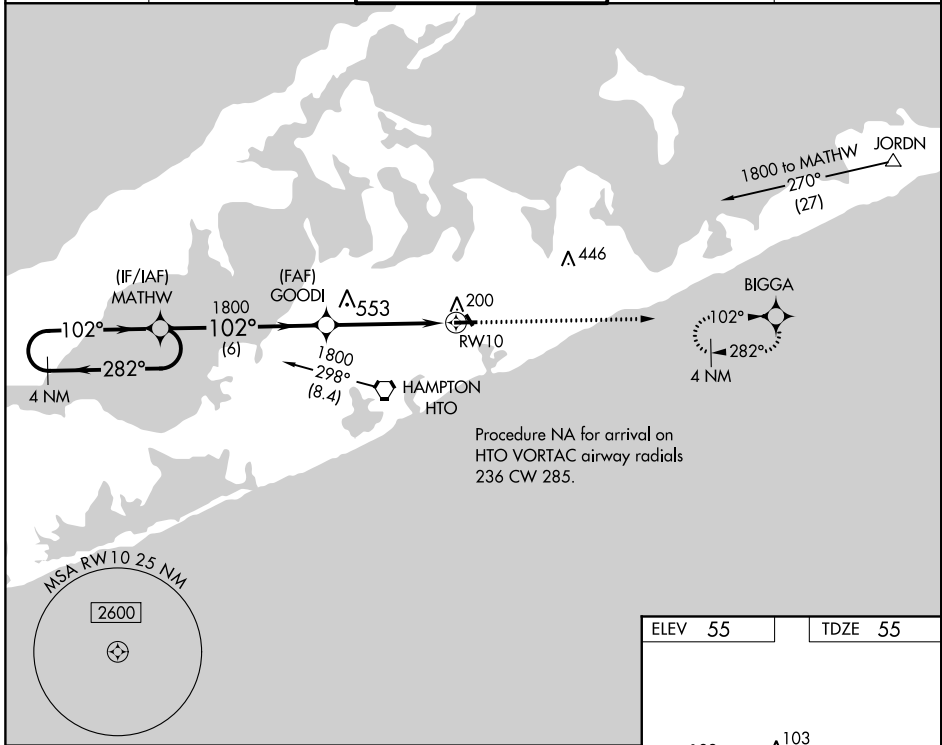 JORDN
1800 to MATHW
270°
(27)
446
(IF/IAF)
MATHW
(FAF)
GOODI
553
200
RW10
BIGGA
102°
1800
102°
(6)
102°
282°
4 NM
282°
4 NM
1800
298°
(8.4)
HAMPTON
HTO
Procedure NA for arrival on
HTO VORTAC airway radials
236 CW 285.
MSA RW10 25 NM
2600
ELEV 55
TDZE 55
103